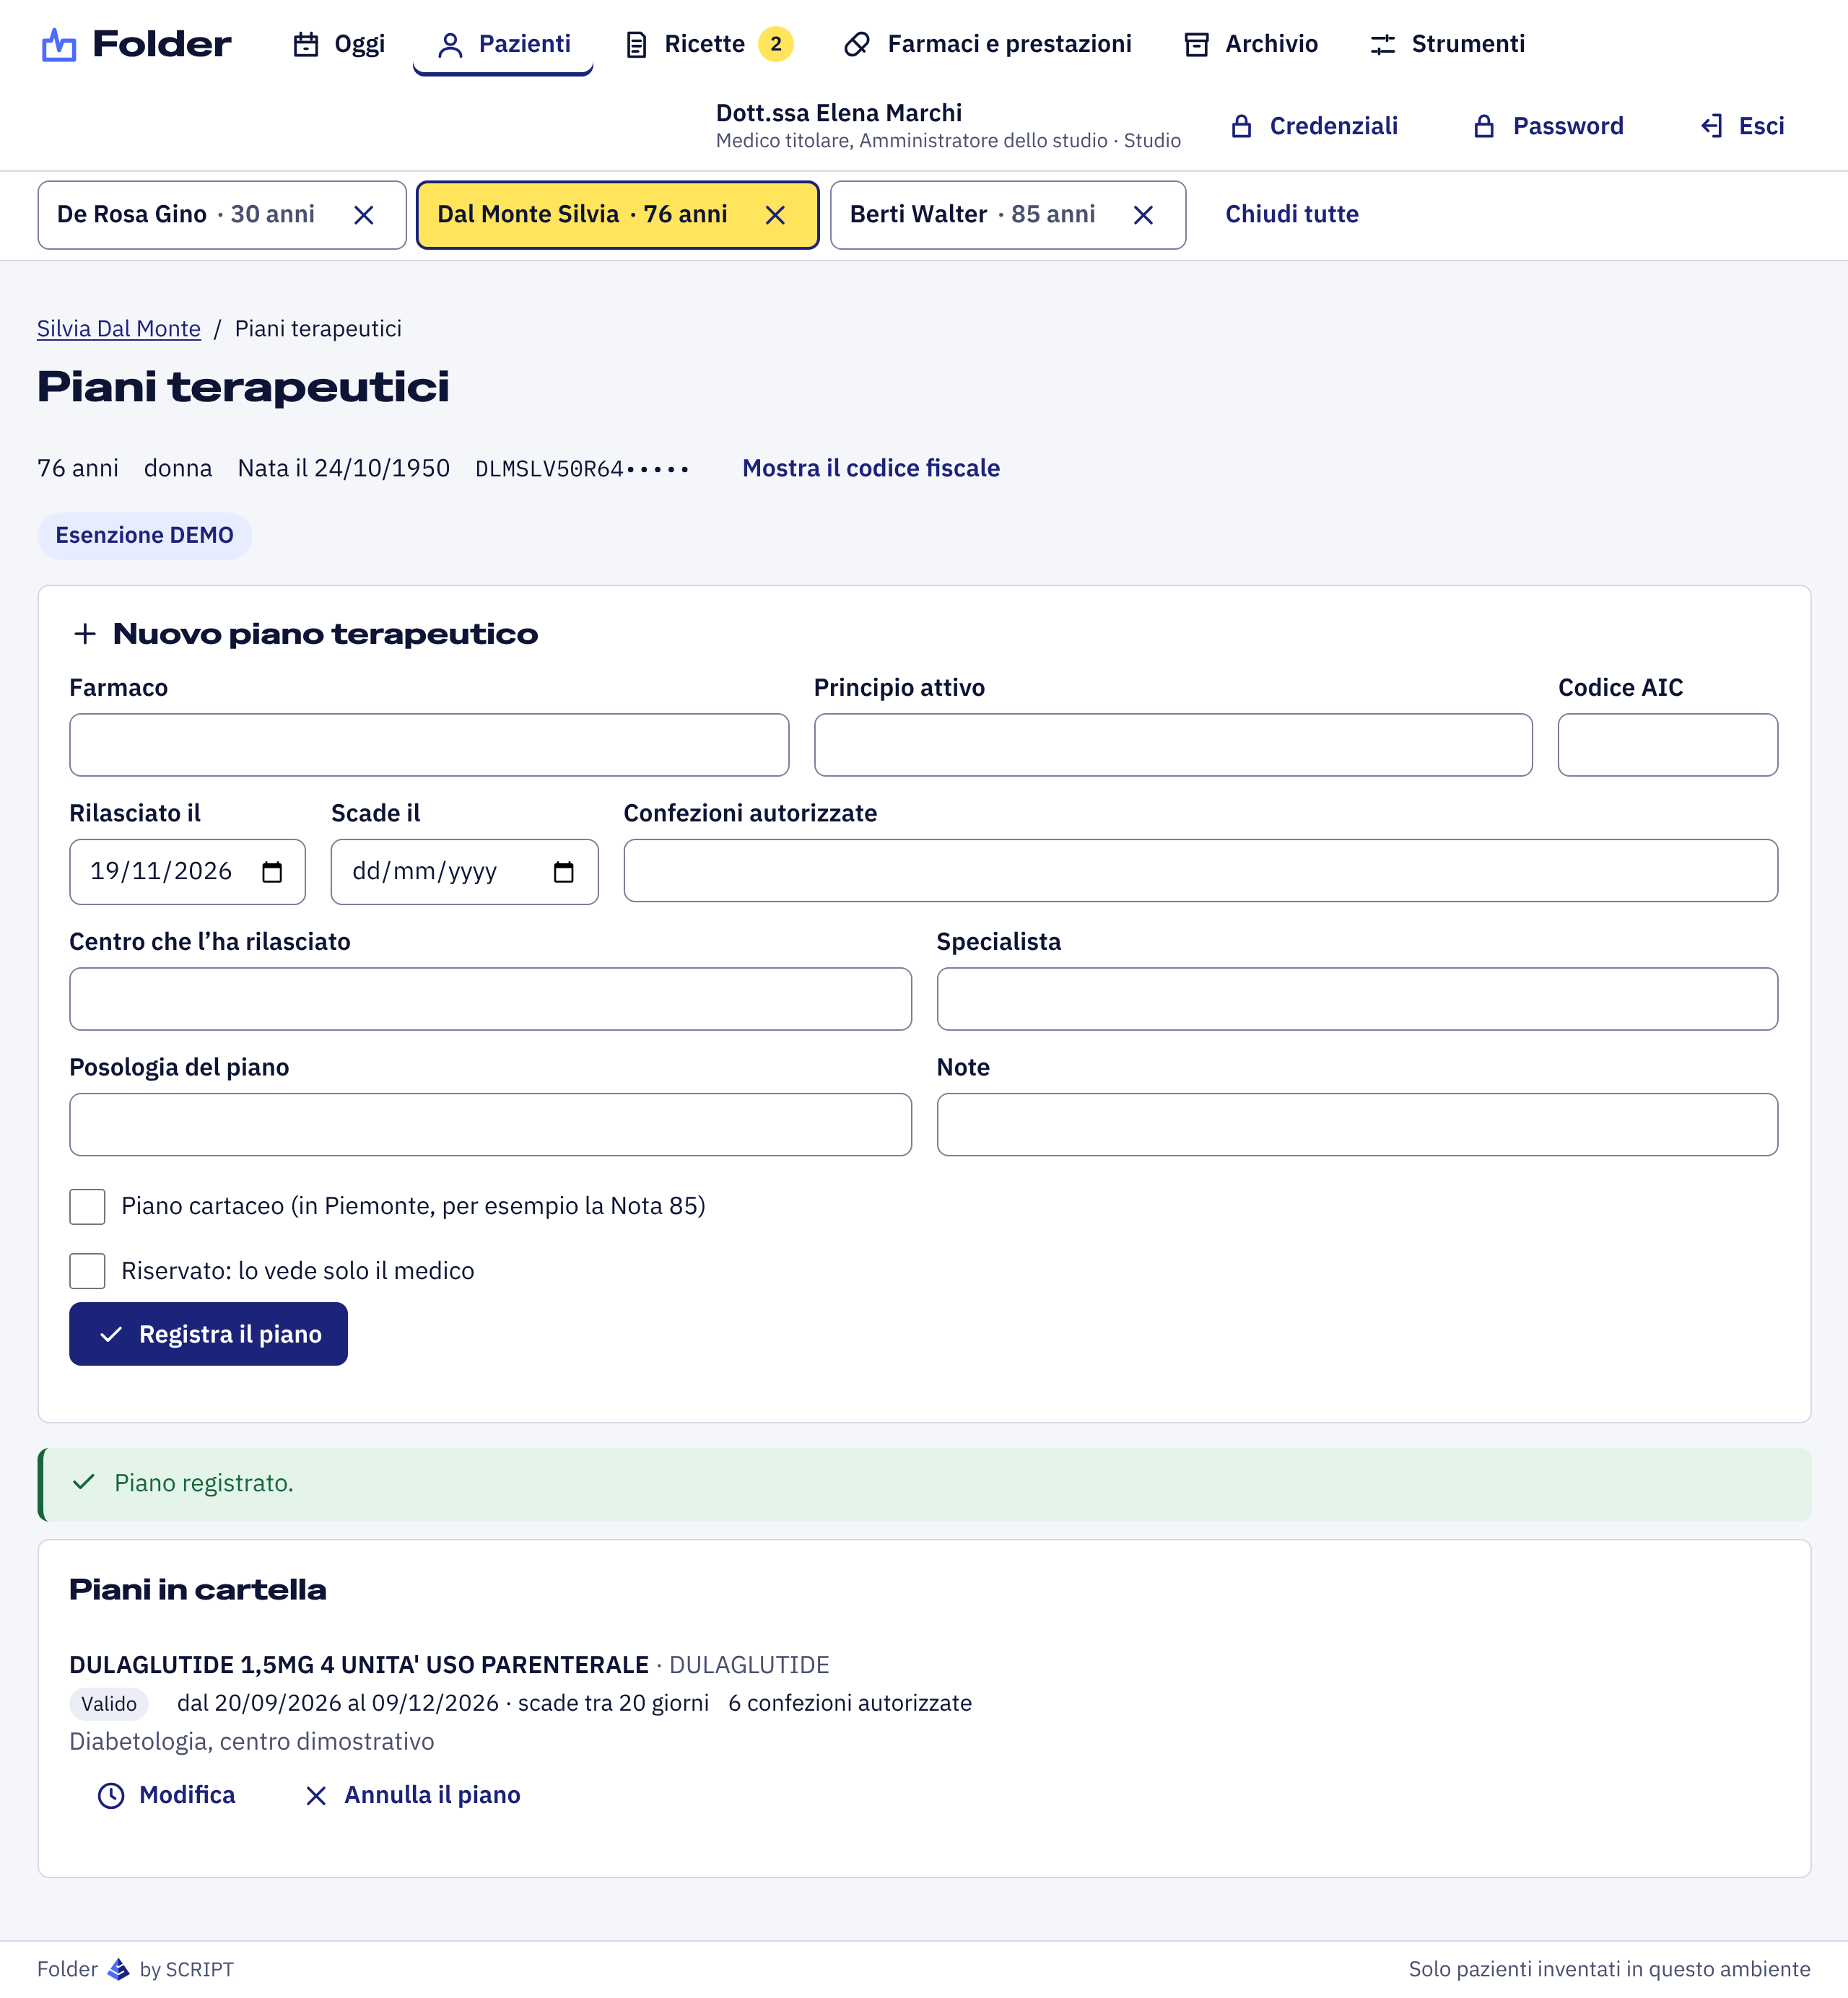 Folder
Oggi
Pazienti
Ricette 2
Farmaci e prestazioni
Archivio
Strumenti
Dott.ssa Elena Marchi
Medico titolare, Amministratore dello studio · Studio
Credenziali
Password
Esci
De Rosa Gino · 30 anni
Dal Monte Silvia · 76 anni
Berti Walter · 85 anni
Chiudi tutte
Silvia Dal Monte / Piani terapeutici
Piani terapeutici
76 anni donna Nata il 24/10/1950 DLMSLV50R64••••• Mostra il codice fiscale
Esenzione DEMO
Nuovo piano terapeutico
Farmaco
Principio attivo
Codice AIC
Rilasciato il
Scade il
Confezioni autorizzate
19/11/2026
dd/mm/yyyy
Centro che l’ha rilasciato
Specialista
Posologia del piano
Note
Piano cartaceo (in Piemonte, per esempio la Nota 85)
Riservato: lo vede solo il medico
Registra il piano
Piano registrato.
Piani in cartella
DULAGLUTIDE 1,5MG 4 UNITA' USO PARENTERALE · DULAGLUTIDE
Valido dal 20/09/2026 al 09/12/2026 · scade tra 20 giorni 6 confezioni autorizzate
Diabetologia, centro dimostrativo
Modifica
Annulla il piano
Folder by SCRIPT
Solo pazienti inventati in questo ambiente